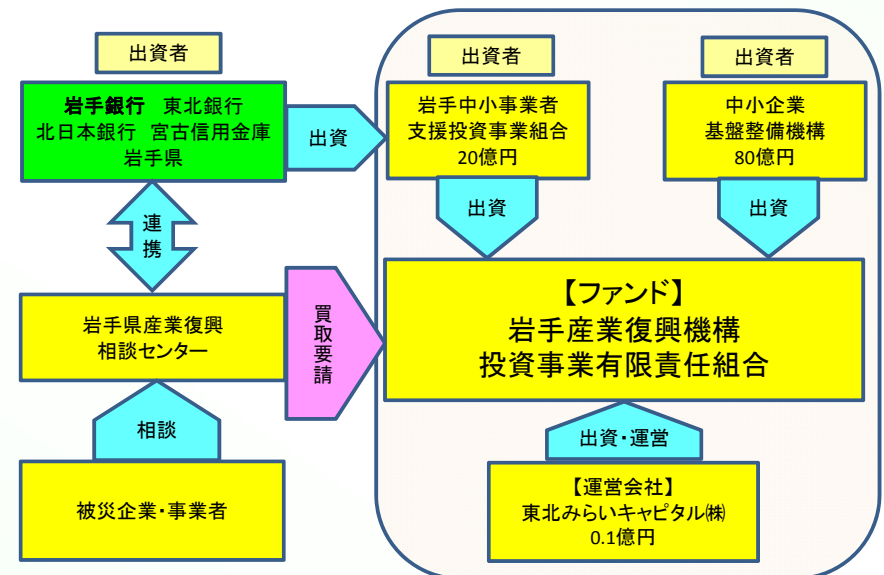 出資者
岩手銀行 東北銀行
北日本銀行 宮古信用金庫
岩手県
出資
出資者
岩手中小事業者
支援投資事業組合
20億円
出資者
中小企業
基盤整備機構
80億円
連
携
出資
出資
岩手県産業復興
相談センター
買
取
要
請
【ファンド】
岩手産業復興機構
投資事業有限責任組合
相談
出資・運営
被災企業・事業者
【運営会社】
東北みらいキャピタル㈱
0.1億円